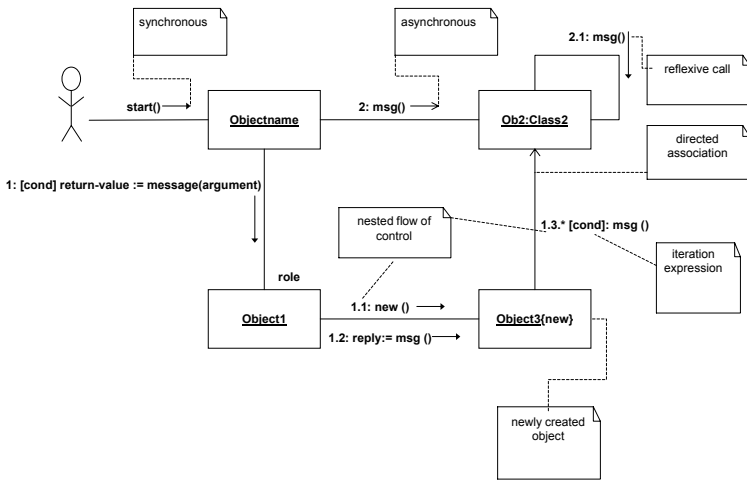 synchronous
asynchronous
2.1: msg()
reflexive call
start()
Objectname
2: msg()
Ob2:Class2
directed
association
1: [cond] return-value := message(argument)
nested flow of
control
1.3.* [cond]: msg ()
iteration
expression
role
1.1: new ()
Object1
Object3{new}
1.2: reply:= msg ()
newly created
object